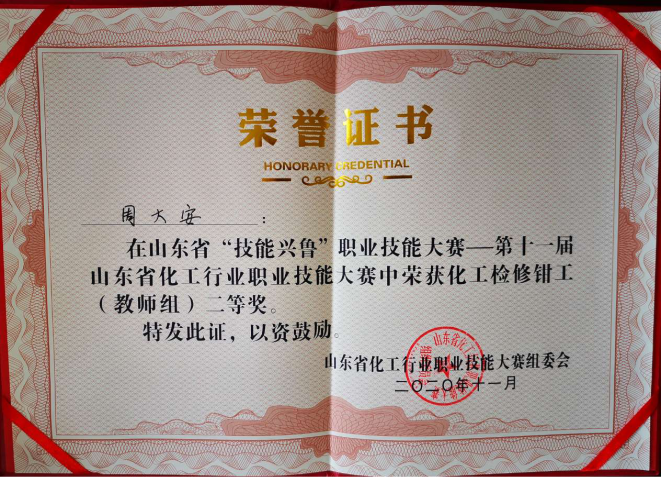 荣誉证书
HONORARY CREDENTIAL
周大安：
在山东省“技能兴鲁”职业技能大赛—第十一届
山东省化工行业职业技能大赛中荣获化工检修钳工
（教师组）二等奖。
特发此证，以资鼓励。
山东省化工行业职业技能大赛组委会
二〇二〇年十一月